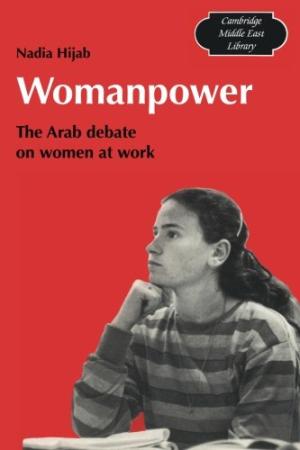 Cambridge
Middle East
Library
Nadia Hijab
Womanpower
The Arab debate
on women at work